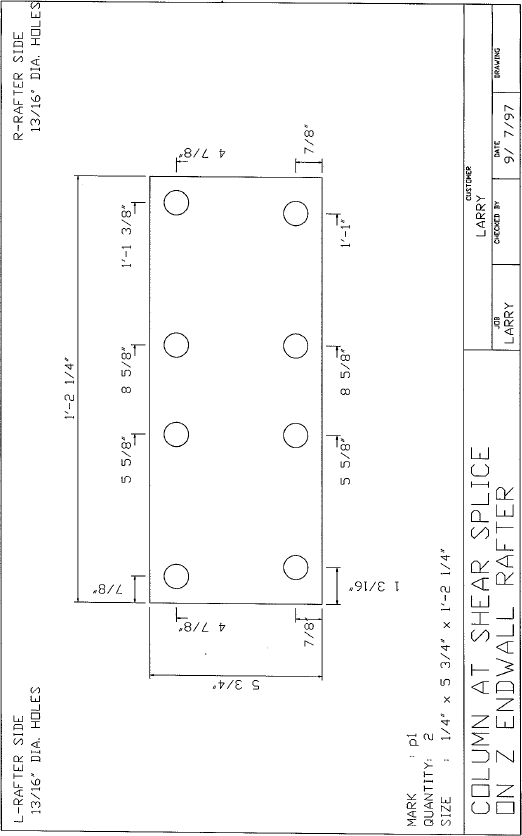 L-RAFTER SIDE
13/16" DIA. HOLES
R-RAFTER SIDE
13/16" DIA. HOLES
1'-2 1/4"
7/8"
5 5/8"
8 5/8"
1'-1 3/8"
4 7/8"
4 7/8"
5 3/4"
7/8"
7/8"
1 3/16"
5 5/8"
8 5/8"
1'-1"
MARK : p1
QUANTITY: 2
SIZE : 1/4" x 5 3/4" x 1'-2 1/4"
COLUMN AT SHEAR SPLICE
ON Z ENDWALL RAFTER
CUSTOMER
LARRY
JOB
LARRY
CHECKED BY
DATE
9/ 7/97
DRAWING